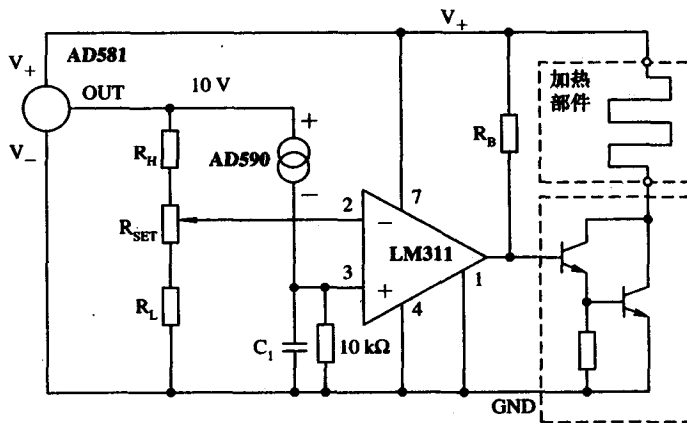 V+
AD581
V+
OUT
10 V
加热
部件
RH
AD590
+
−
RB
7
2
−
RSET
LM311
3
+
1
4
RL
C1
10 kΩ
GND
V−